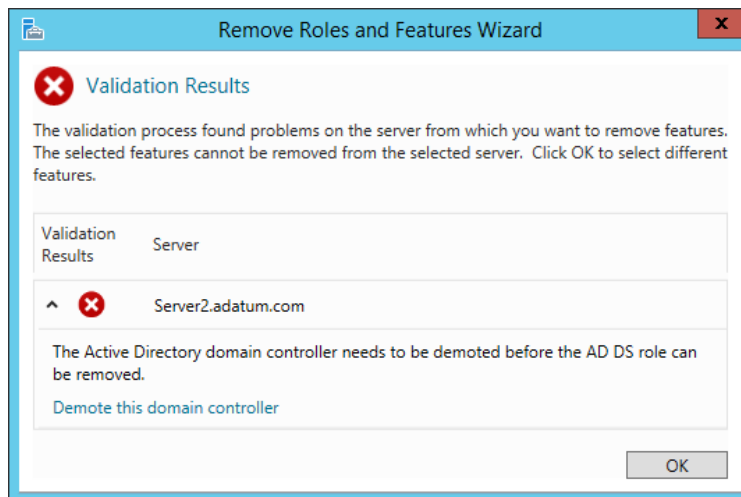 Remove Roles and Features Wizard
x
Validation Results
The validation process found problems on the server from which you want to remove features.
The selected features cannot be removed from the selected server.  Click OK to select different
features.
Validation
Results
Server
Server2.adatum.com
The Active Directory domain controller needs to be demoted before the AD DS role can
be removed.
Demote this domain controller
OK